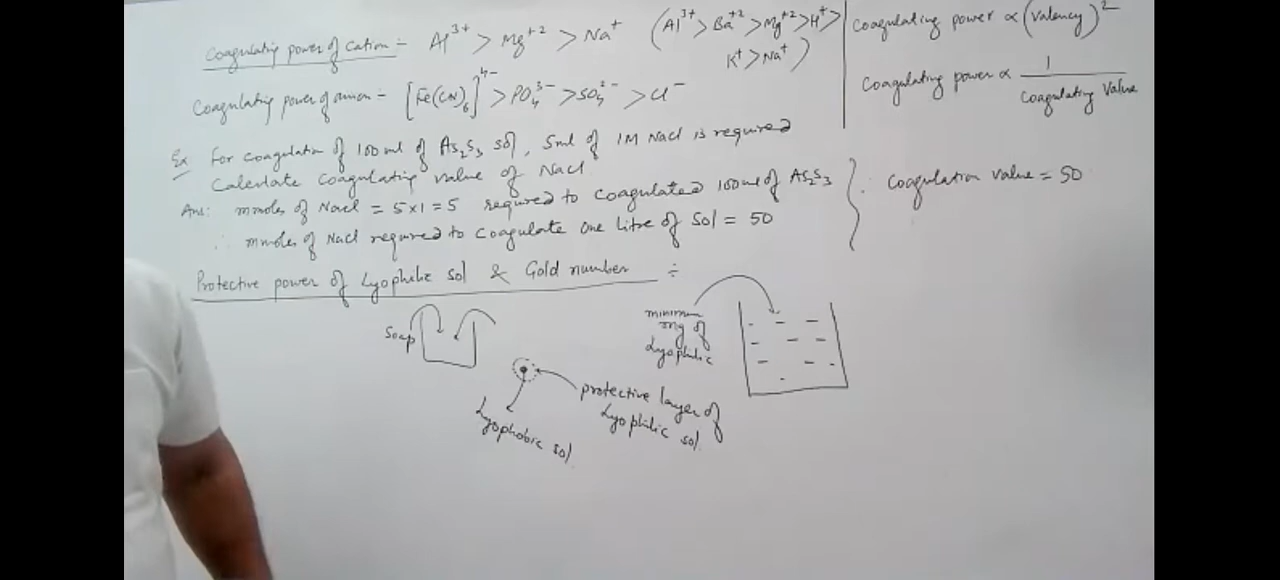 Coagulating power of cation :- Al³⁺ > Mg⁺² > Na⁺ (Al³⁺ > Ba⁺² > Mg⁺² > H⁺ >
K⁺ > Na⁺)
Coagulating power of anion :- [Fe(CN)₆]⁴⁻ > PO₄³⁻ > SO₄²⁻ > Cl⁻
Coagulating power ∝ (valency)²
Coagulating power ∝ 1 / Coagulating value
Ex For coagulation of 100 ml of As₂S₃ sol, 5ml of 1M NaCl is required
Calculate coagulating value of NaCl
Ans: mmoles of NaCl = 5×1 = 5 required to coagulated 100ml of As₂S₃
∴ mmoles of NaCl required to coagulate one litre of sol = 50
∴ Coagulation value = 50
Protective power of Lyophilic sol & Gold number ÷
Soap
Lyophobic sol
protective layer of
Lyophilic sol
minimum
mg of
Lyophilic